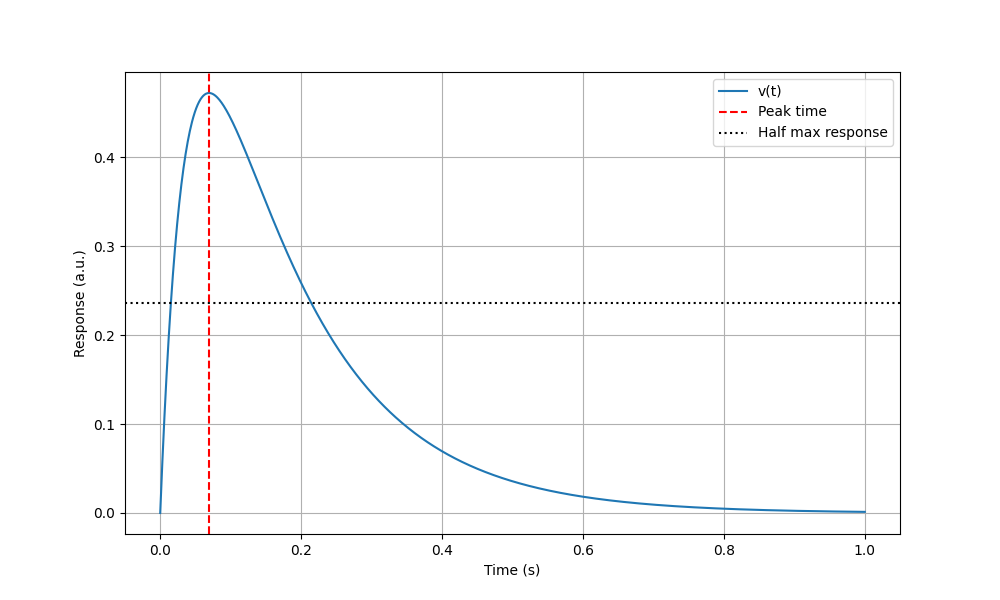 v(t)
Peak time
Half max response
0.4
0.3
0.2
0.1
0.0
Response (a.u.)
0.0 0.2 0.4 0.6 0.8 1.0
Time (s)